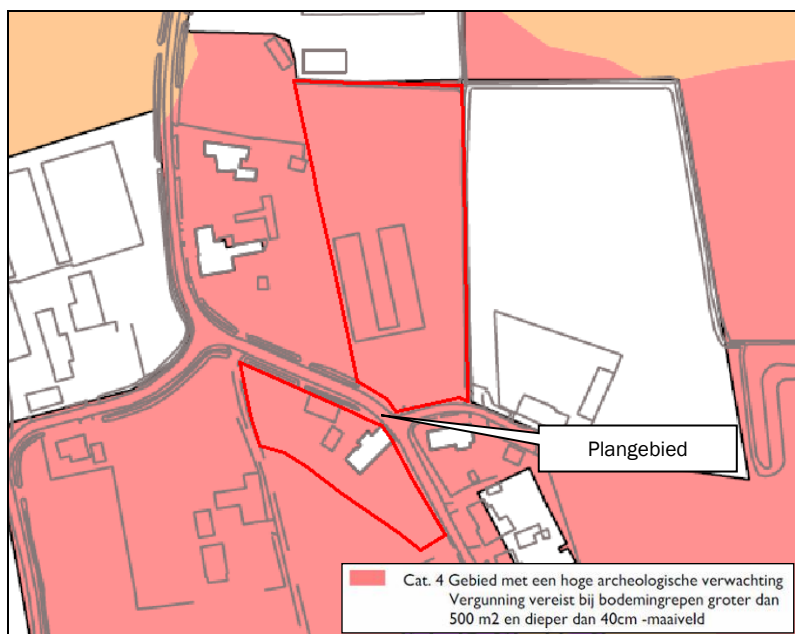 Plangebied
Cat. 4 Gebied met een hoge archeologische verwachting
Vergunning vereist bij bodemingrepen groter dan
500 m2 en dieper dan 40cm -maaiveld